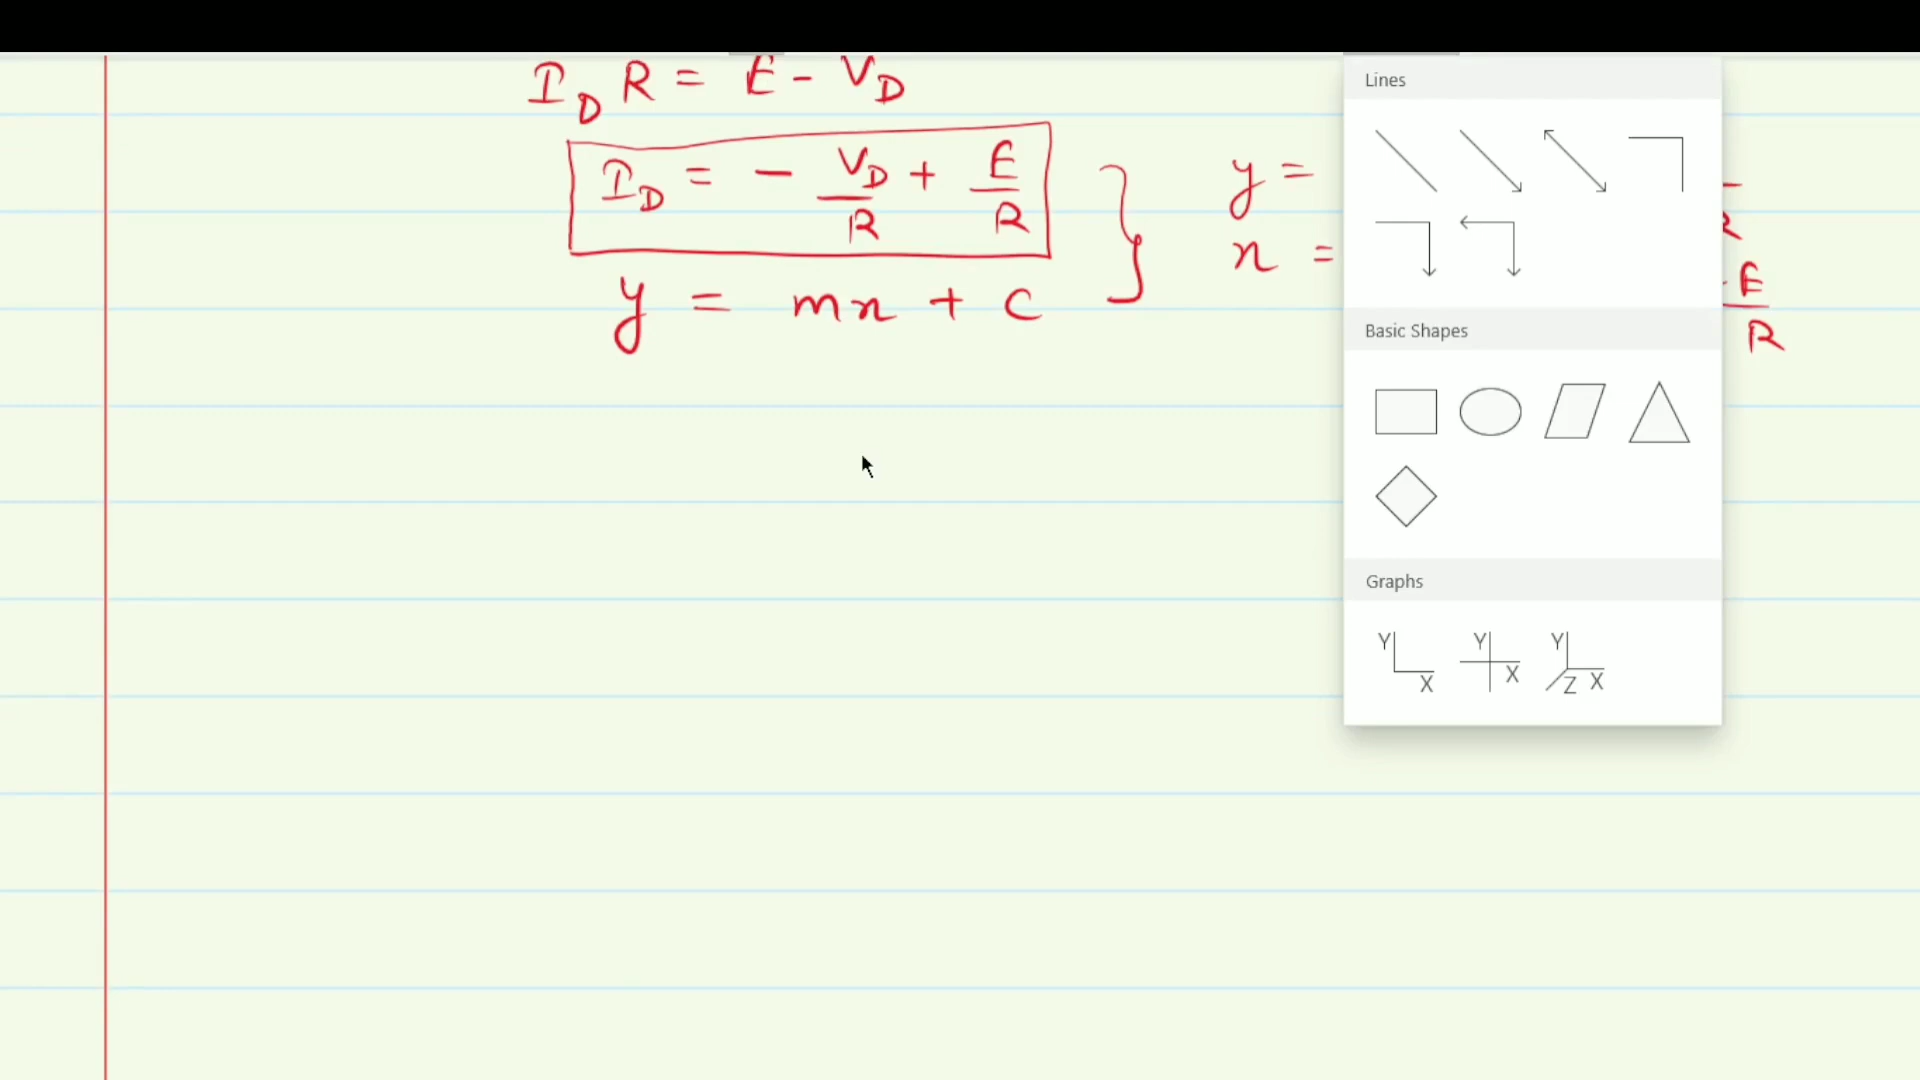 I_D R = E - V_D
I_D = - V_D/R + E/R
y = mx + c
y =
x =
E/R
Lines
Basic Shapes
Graphs
Y X
Y X
Y Z X